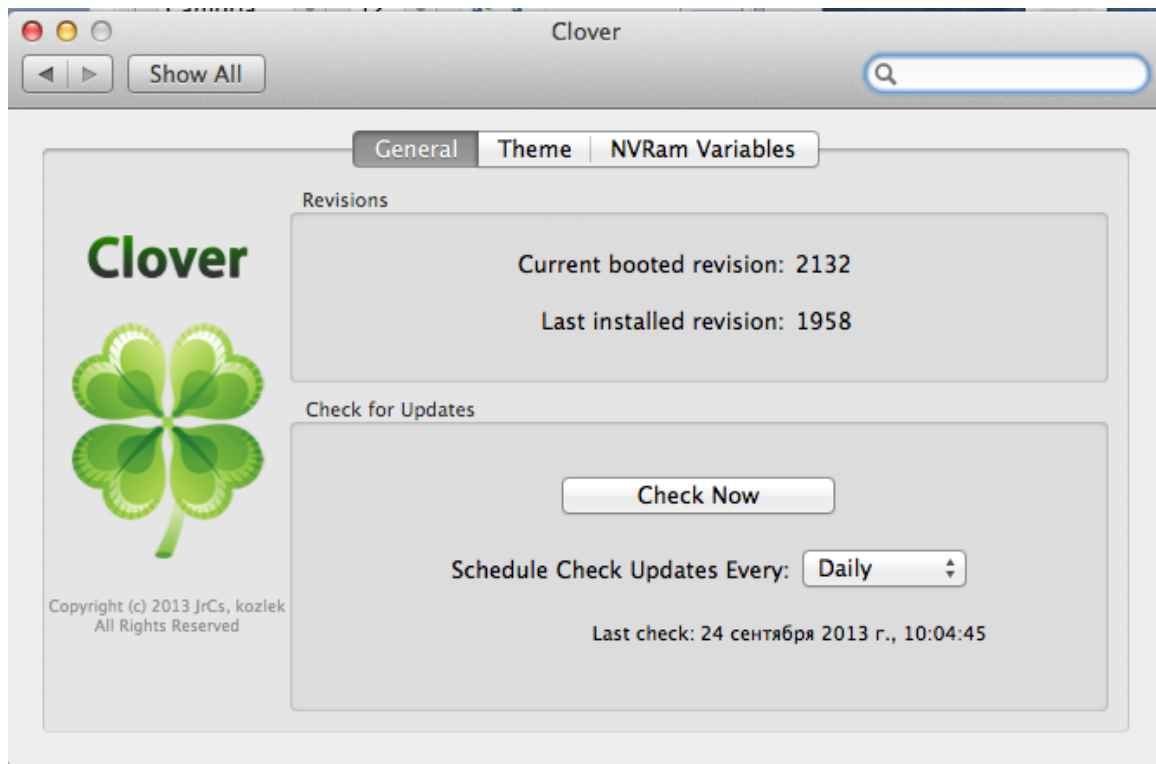 Clover
Show All
General Theme NVRam Variables
Revisions
Clover
Current booted revision: 2132
Last installed revision: 1958
Check for Updates
Check Now
Schedule Check Updates Every: Daily
Copyright (c) 2013 JrCs, kozlek
All Rights Reserved
Last check: 24 сентября 2013 г., 10:04:45